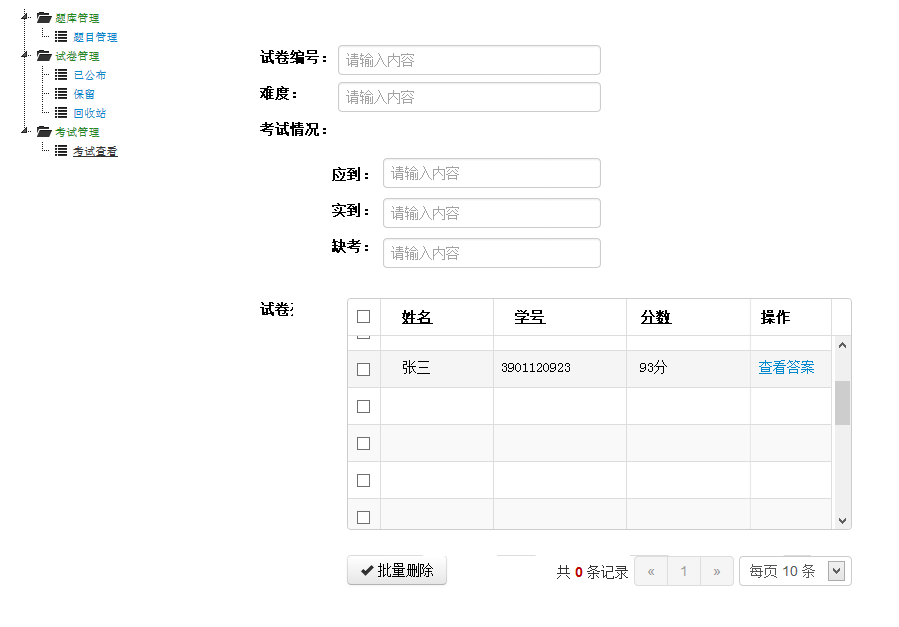 题库管理
题目管理
试卷管理
已公布
保留
回收站
考试管理
考试查看
试卷编号： 请输入内容
难度： 请输入内容
考试情况：
应到： 请输入内容
实到： 请输入内容
缺考： 请输入内容
试卷
姓名 学号 分数 操作
张三 3901120923 93分 查看答案
批量删除 共 0 条记录 « 1 » 每页 10 条